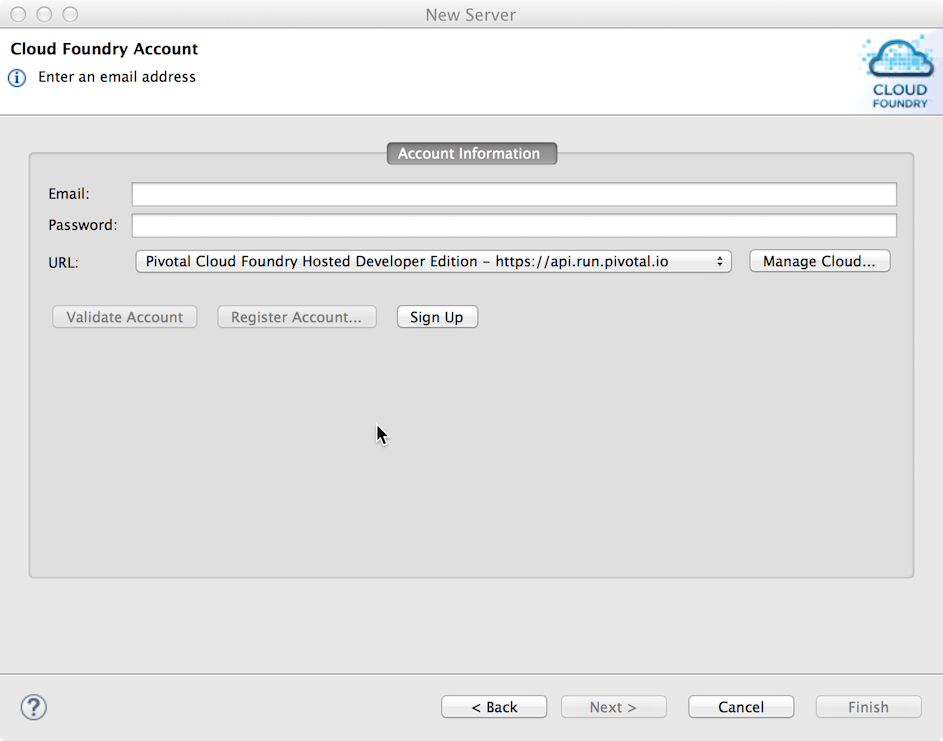 New Server
Cloud Foundry Account
Enter an email address
CLOUD
FOUNDRY
Account Information
Email:
Password:
URL: Pivotal Cloud Foundry Hosted Developer Edition – https://api.run.pivotal.io Manage Cloud...
Validate Account Register Account... Sign Up
? < Back Next > Cancel Finish